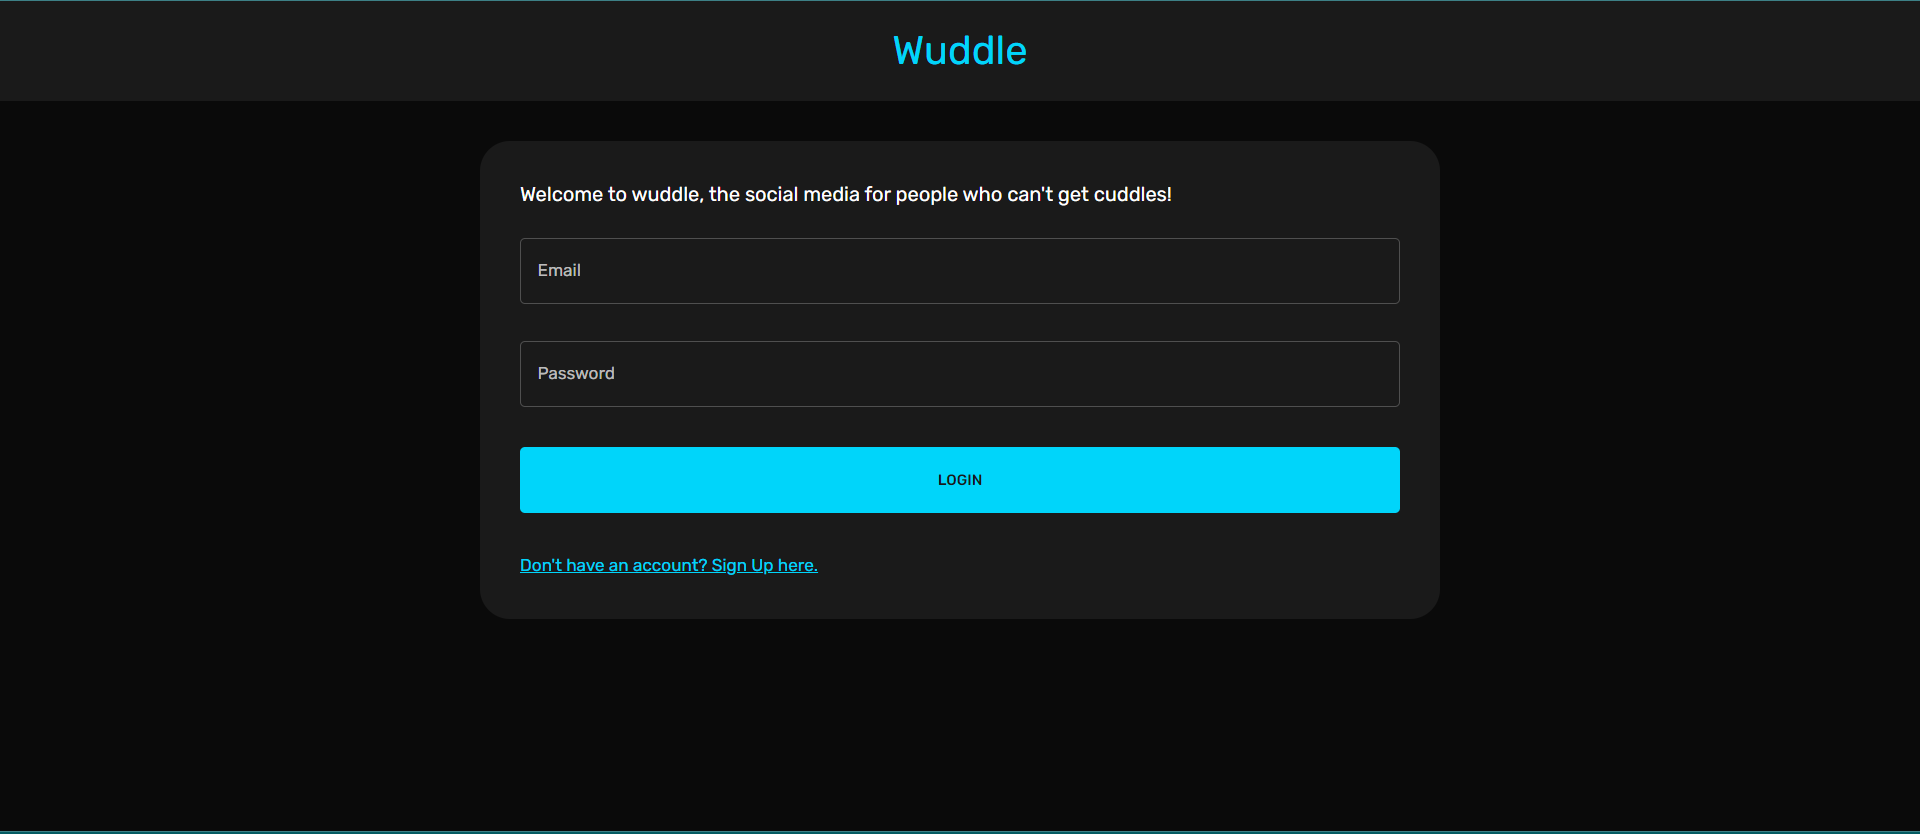 Wuddle
Welcome to wuddle, the social media for people who can't get cuddles!
Email
Password
LOGIN
Don't have an account? Sign Up here.